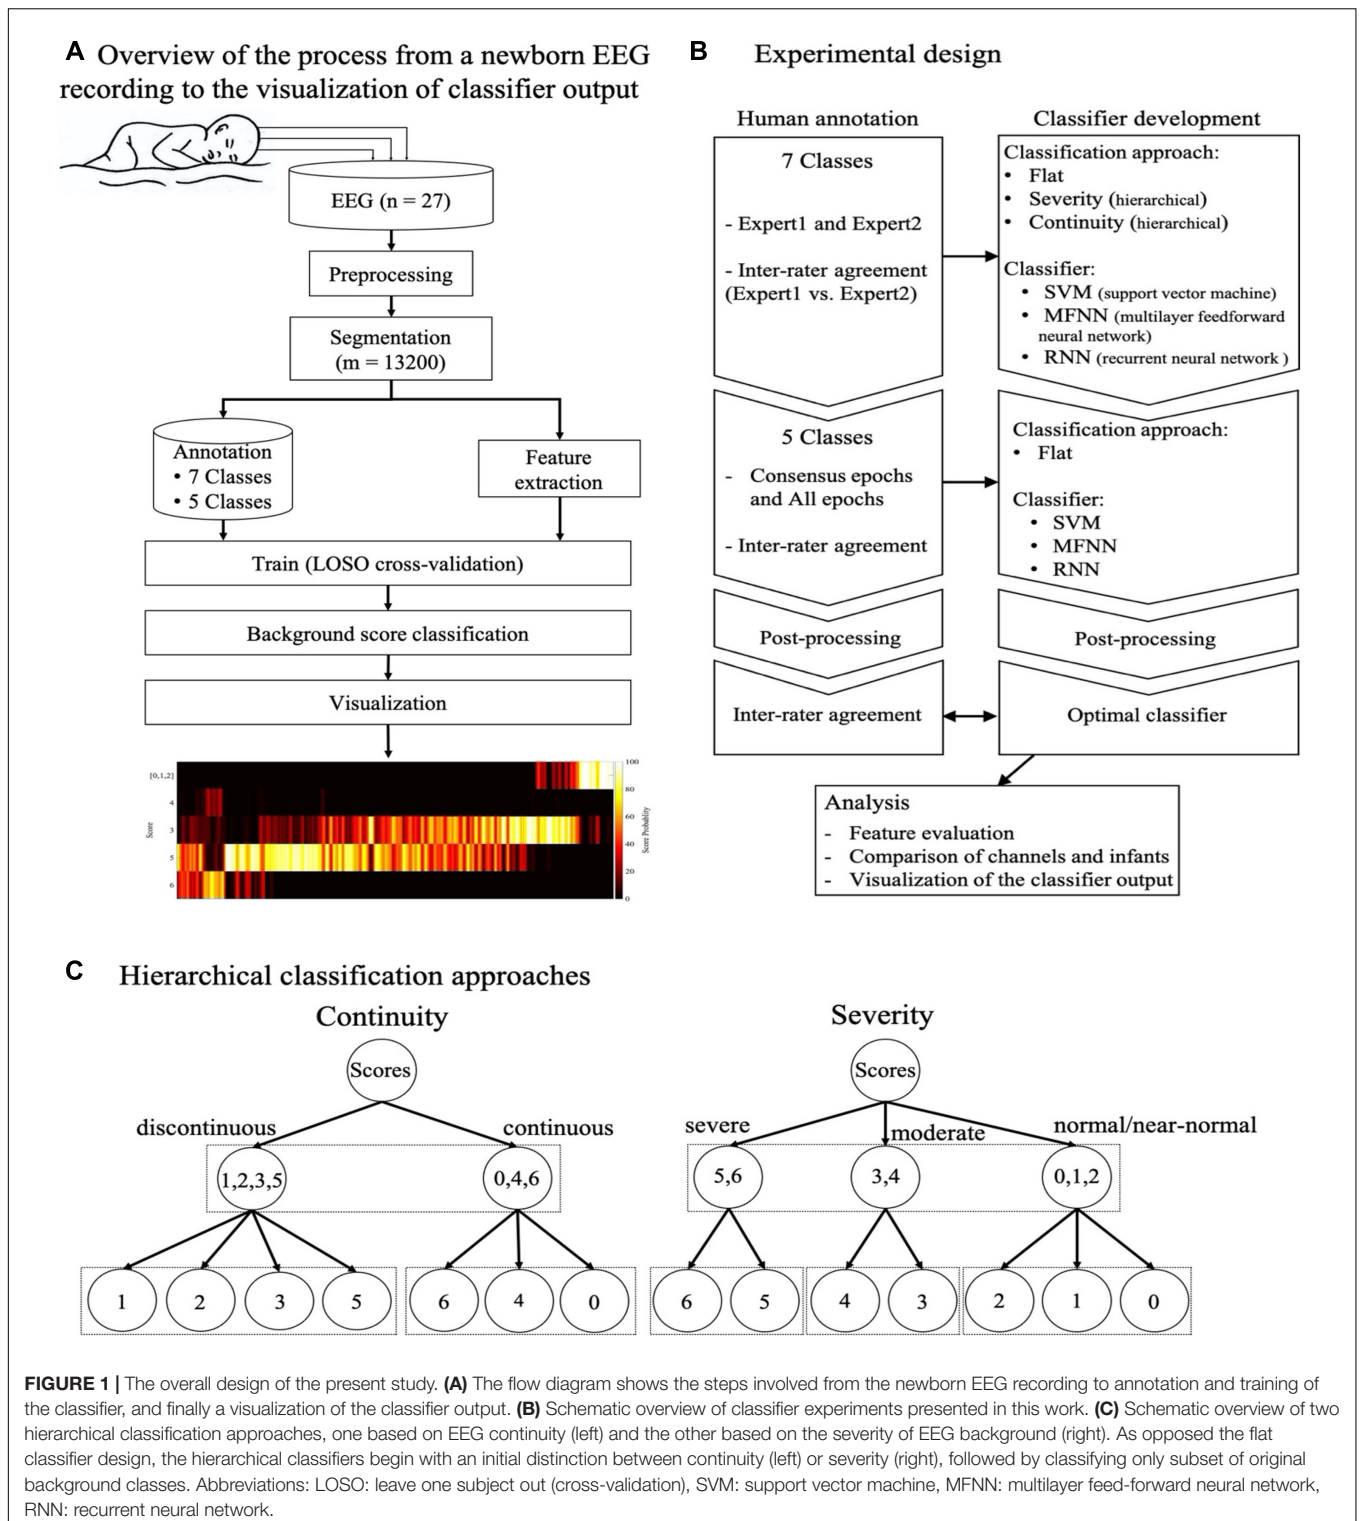 A Overview of the process from a newborn EEG
recording to the visualization of classifier output
EEG (n = 27)
Preprocessing
Segmentation
(m = 13200)
Annotation
• 7 Classes
• 5 Classes
Feature
extraction
Train (LOSO cross-validation)
Background score classification
Visualization
[0,1,2]
4
3
5
6
Score
100
80
60
40
20
0
Score Probability
B Experimental design
Human annotation
7 Classes
- Expert1 and Expert2
- Inter-rater agreement
(Expert1 vs. Expert2)
5 Classes
- Consensus epochs
and All epochs
- Inter-rater agreement
Post-processing
Inter-rater agreement
Classifier development
Classification approach:
• Flat
• Severity (hierarchical)
• Continuity (hierarchical)
Classifier:
• SVM (support vector machine)
• MFNN (multilayer feedforward
neural network)
• RNN (recurrent neural network )
Classification approach:
• Flat
Classifier:
• SVM
• MFNN
• RNN
Post-processing
Optimal classifier
Analysis
- Feature evaluation
- Comparison of channels and infants
- Visualization of the classifier output
C Hierarchical classification approaches
Continuity
Scores
discontinuous
continuous
1,2,3,5
0,4,6
1 2 3 5 6 4 0
Severity
Scores
severe
moderate
normal/near-normal
5,6
3,4
0,1,2
6 5 4 3 2 1 0
FIGURE 1 | The overall design of the present study. (A) The flow diagram shows the steps involved from the newborn EEG recording to annotation and training of
the classifier, and finally a visualization of the classifier output. (B) Schematic overview of classifier experiments presented in this work. (C) Schematic overview of two
hierarchical classification approaches, one based on EEG continuity (left) and the other based on the severity of EEG background (right). As opposed the flat
classifier design, the hierarchical classifiers begin with an initial distinction between continuity (left) or severity (right), followed by classifying only subset of original
background classes. Abbreviations: LOSO: leave one subject out (cross-validation), SVM: support vector machine, MFNN: multilayer feed-forward neural network,
RNN: recurrent neural network.